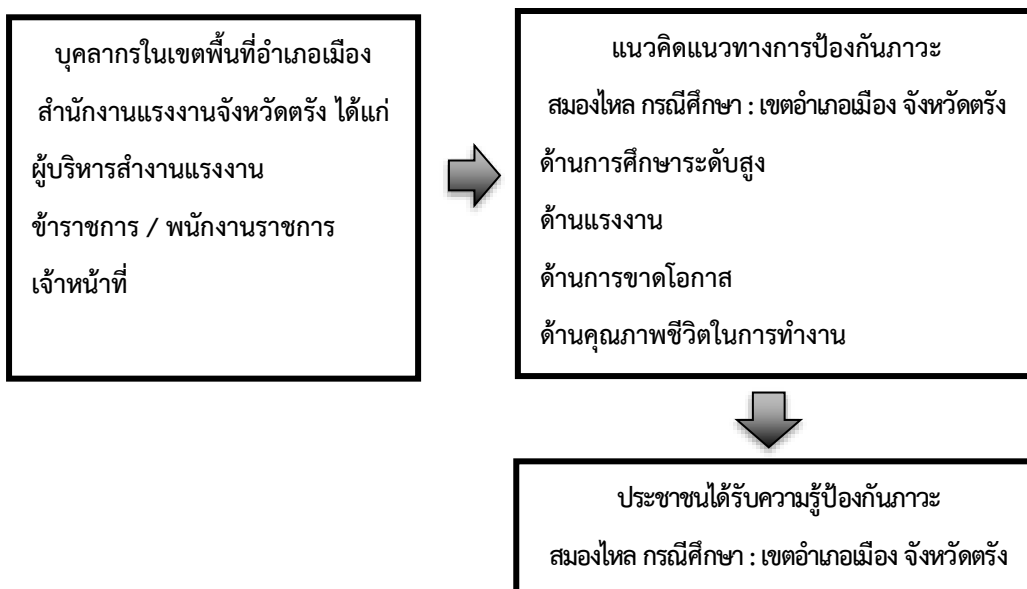 บุคลากรในเขตพื้นที่อำเภอเมือง
สำนักงานแรงงานจังหวัดตรัง ได้แก่
ผู้บริหารสำงานแรงงาน
ข้าราชการ / พนักงานราชการ
เจ้าหน้าที่
แนวคิดแนวทางการป้องกันภาวะ
สมองไหล กรณีศึกษา : เขตอำเภอเมือง จังหวัดตรัง
ด้านการศึกษาระดับสูง
ด้านแรงงาน
ด้านการขาดโอกาส
ด้านคุณภาพชีวิตในการทำงาน
ประชาชนได้รับความรู้ป้องกันภาวะ
สมองไหล กรณีศึกษา : เขตอำเภอเมือง จังหวัดตรัง